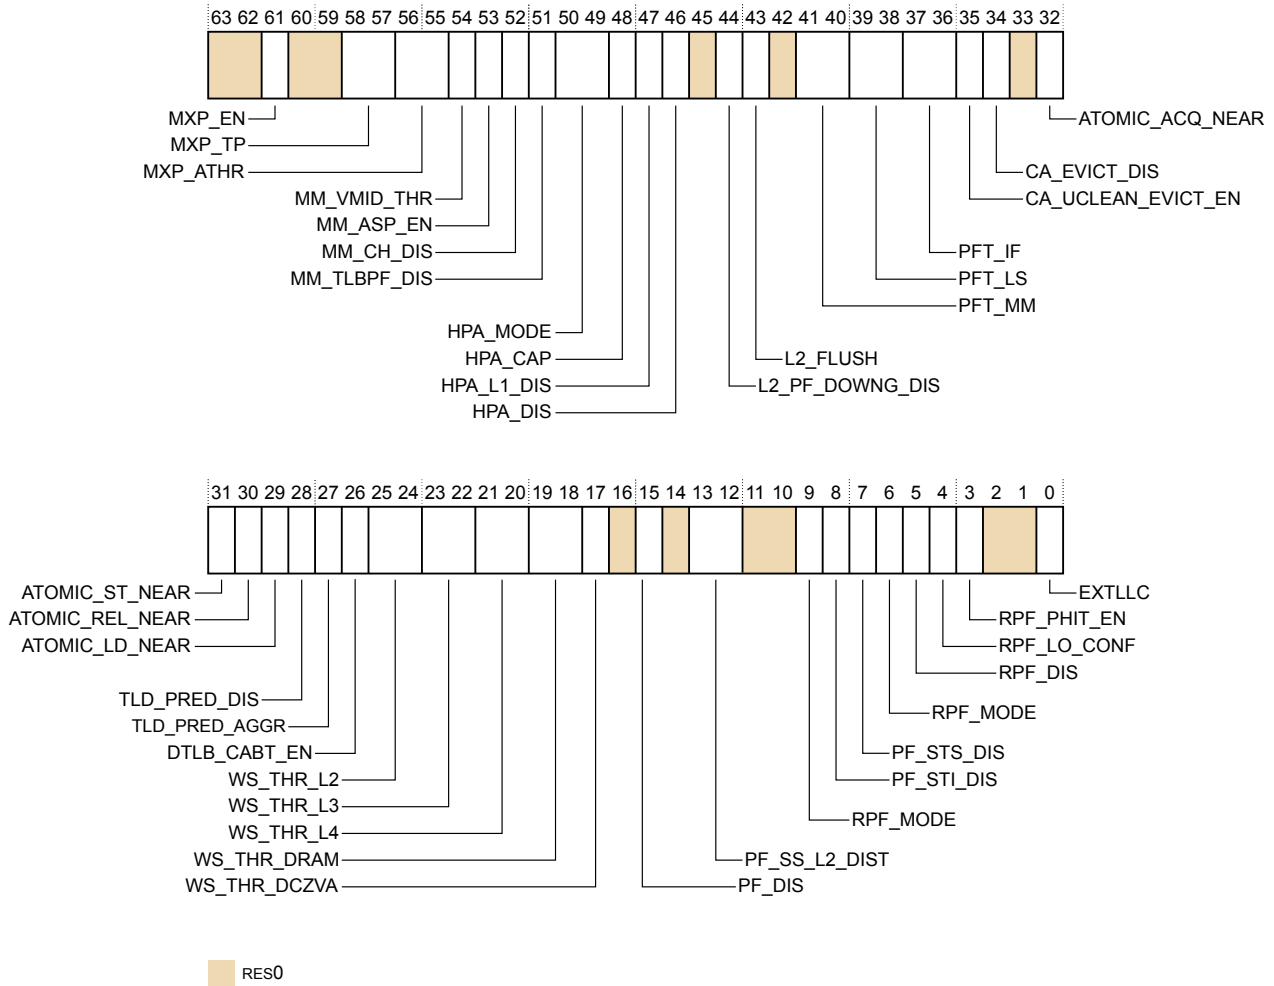 63 62 61 60 59 58 57 56 55 54 53 52 51 50 49 48 47 46 45 44 43 42 41 40 39 38 37 36 35 34 33 32
MXP_EN
ATOMIC_ACQ_NEAR
MXP_TP
MXP_ATHR
CA_EVICT_DIS
MM_VMID_THR
CA_UCLEAN_EVICT_EN
MM_ASP_EN
MM_CH_DIS
PFT_IF
MM_TLBPF_DIS
PFT_LS
PFT_MM
HPA_MODE
HPA_CAP
L2_FLUSH
HPA_L1_DIS
L2_PF_DOWNG_DIS
HPA_DIS
31 30 29 28 27 26 25 24 23 22 21 20 19 18 17 16 15 14 13 12 11 10 9 8 7 6 5 4 3 2 1 0
ATOMIC_ST_NEAR
EXTLLC
ATOMIC_REL_NEAR
RPF_PHIT_EN
ATOMIC_LD_NEAR
RPF_LO_CONF
RPF_DIS
TLD_PRED_DIS
RPF_MODE
TLD_PRED_AGGR
DTLB_CABT_EN
PF_STS_DIS
WS_THR_L2
PF_STI_DIS
WS_THR_L3
RPF_MODE
WS_THR_L4
WS_THR_DRAM
PF_SS_L2_DIST
WS_THR_DCZVA
PF_DIS
RES0